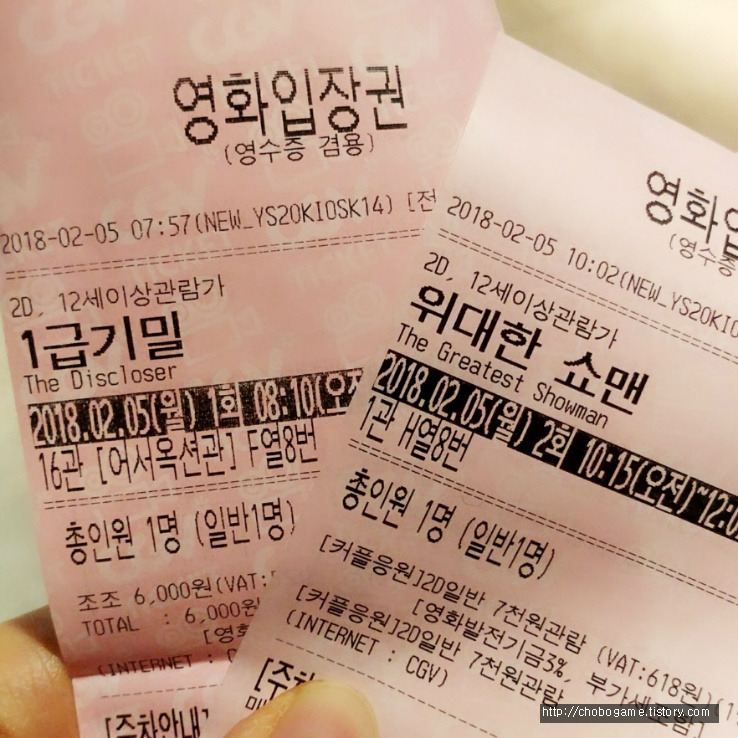 영화입장권
(영수증 겸용)
2018-02-05 07:57(NEW_YS20KIOSK14) [전
2D, 12세이상관람가
1급기밀
The Discloser
2018.02.05(월) 1회 08:10(오전
16관 [어서옥션관] F열8번
총인원 1명 (일반1명)
조조 6,000원(VAT:
TOTAL : 6,000원
[영화
(INTERNET : C
[주차안내]
영화입
(영수증
2018-02-05 10:02(NEW_YS20KIO
2D, 12세이상관람가
위대한 쇼맨
The Greatest Showman
2018.02.05(월) 2회 10:15(오전)~12:0
1관 H열8번
총인원 1명 (일반1명)
[커플응원]2D일반 7천원관람 (VAT:618원)
[영화발전기금3%, 부가세포함]
[커플응원]2D일반 7천원관람
(INTERNET : CGV)
[주차
http://chobogame.tistory.com